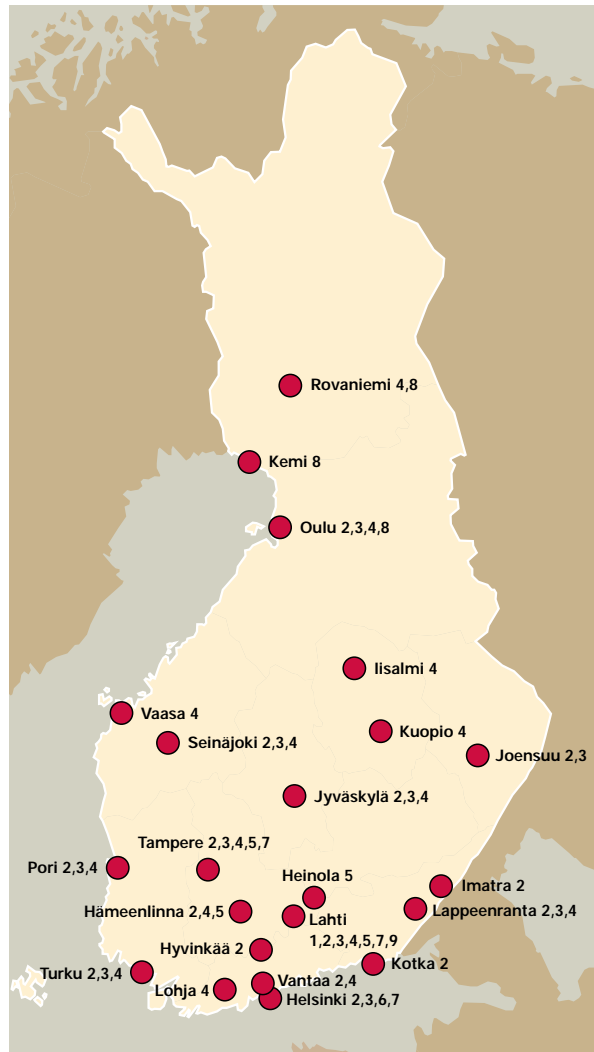 Rovaniemi 4,8
Kemi 8
Oulu 2,3,4,8
Iisalmi 4
Vaasa 4
Kuopio 4
Seinäjoki 2,3,4
Joensuu 2,3
Jyväskylä 2,3,4
Tampere 2,3,4,5,7
Pori 2,3,4
Heinola 5
Imatra 2
Hämeenlinna 2,4,5
Lappeenranta 2,3,4
Lahti
1,2,3,4,5,7,9
Hyvinkää 2
Kotka 2
Turku 2,3,4
Vantaa 2,4
Lohja 4
Helsinki 2,3,6,7